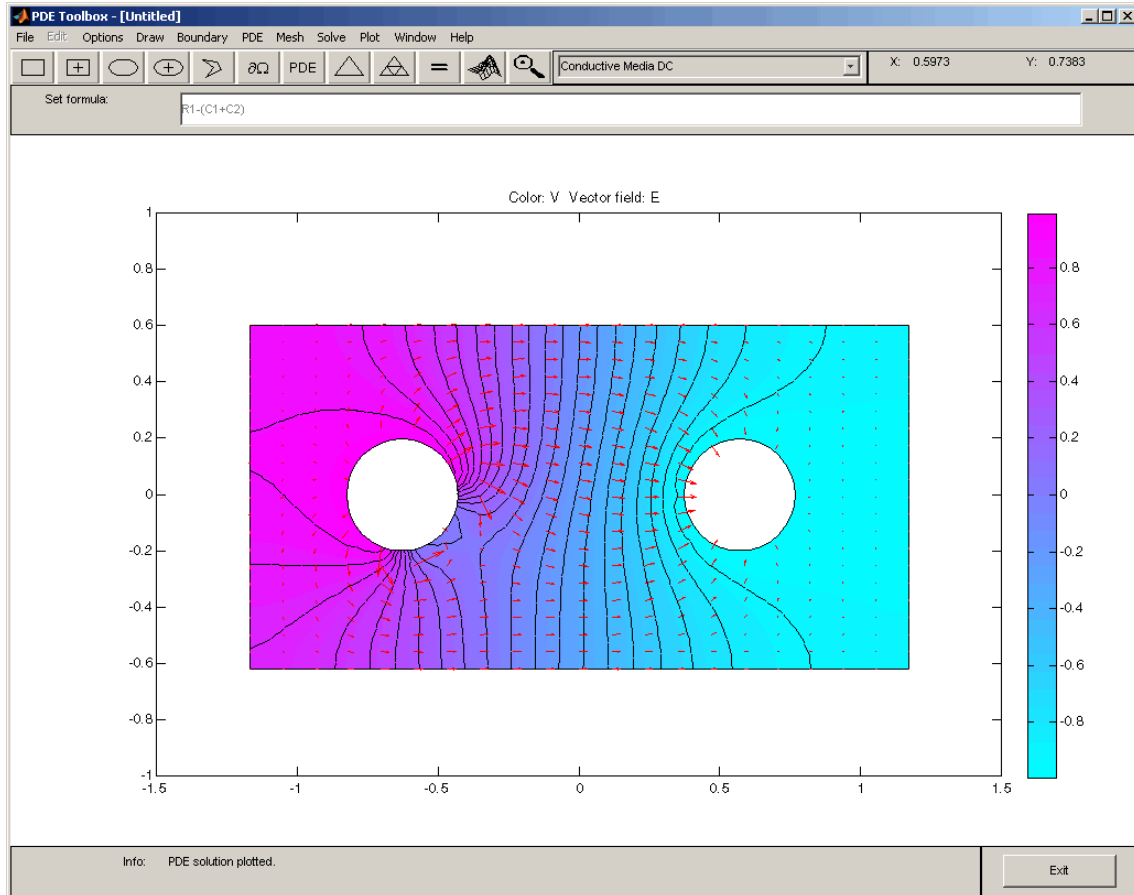 PDE Toolbox - [Untitled]
File Edit Options Draw Boundary PDE Mesh Solve Plot Window Help
∂Ω PDE = Conductive Media DC X: 0.5973 Y: 0.7383
Set formula: R1-(C1+C2)
Color: V Vector field: E
1
0.8
0.6
0.4
0.2
0
-0.2
-0.4
-0.6
-0.8
-1
-1.5 -1 -0.5 0 0.5 1 1.5
0.8
0.6
0.4
0.2
0
-0.2
-0.4
-0.6
-0.8
Info: PDE solution plotted. Exit